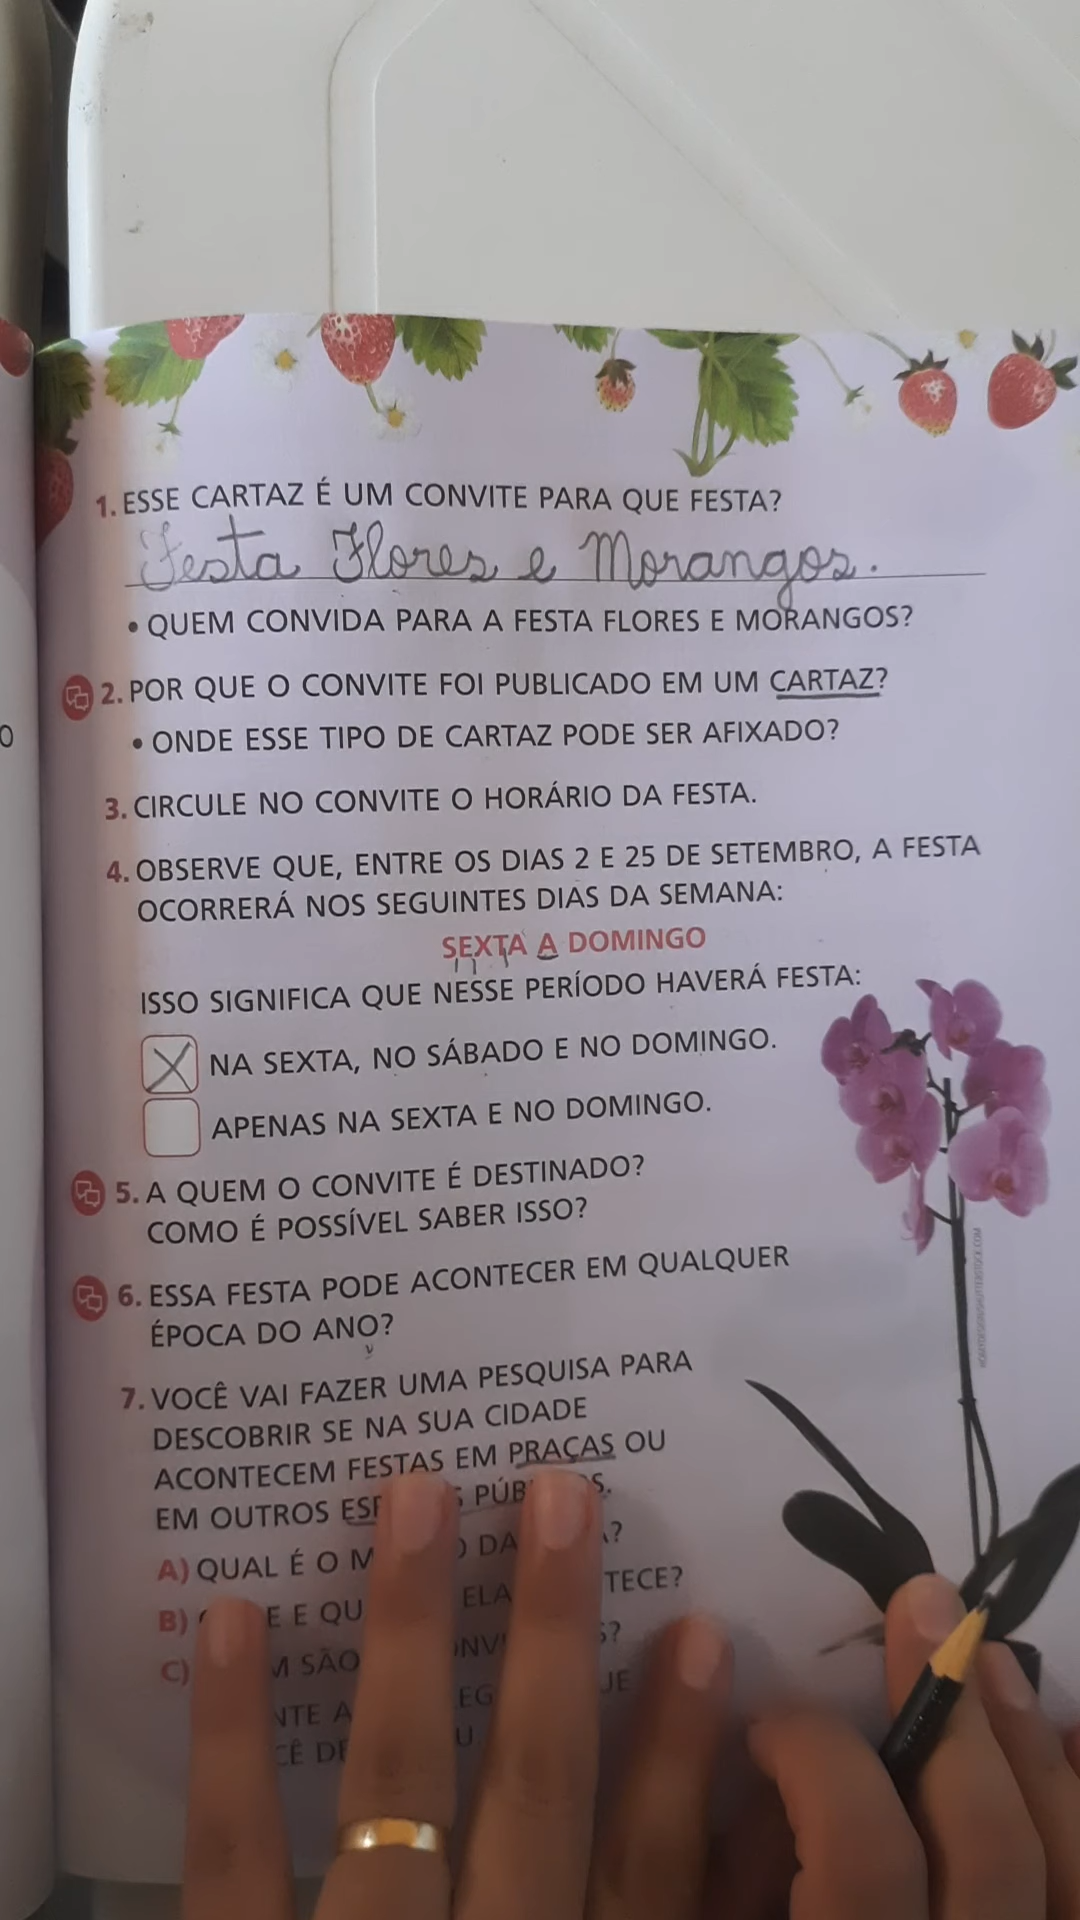 1. ESSE CARTAZ É UM CONVITE PARA QUE FESTA?
Festa Flores e Morangos.
• QUEM CONVIDA PARA A FESTA FLORES E MORANGOS?
2. POR QUE O CONVITE FOI PUBLICADO EM UM CARTAZ?
O
• ONDE ESSE TIPO DE CARTAZ PODE SER AFIXADO?
3. CIRCULE NO CONVITE O HORÁRIO DA FESTA.
4. OBSERVE QUE, ENTRE OS DIAS 2 E 25 DE SETEMBRO, A FESTA
OCORRERÁ NOS SEGUINTES DIAS DA SEMANA:
SEXTA A DOMINGO
ISSO SIGNIFICA QUE NESSE PERÍODO HAVERÁ FESTA:
X NA SEXTA, NO SÁBADO E NO DOMINGO.
APENAS NA SEXTA E NO DOMINGO.
5. A QUEM O CONVITE É DESTINADO?
COMO É POSSÍVEL SABER ISSO?
6. ESSA FESTA PODE ACONTECER EM QUALQUER
ÉPOCA DO ANO?
7. VOCÊ VAI FAZER UMA PESQUISA PARA
DESCOBRIR SE NA SUA CIDADE
ACONTECEM FESTAS EM PRAÇAS OU
EM OUTROS
A) QUAL É O
B) E
C) SÃO